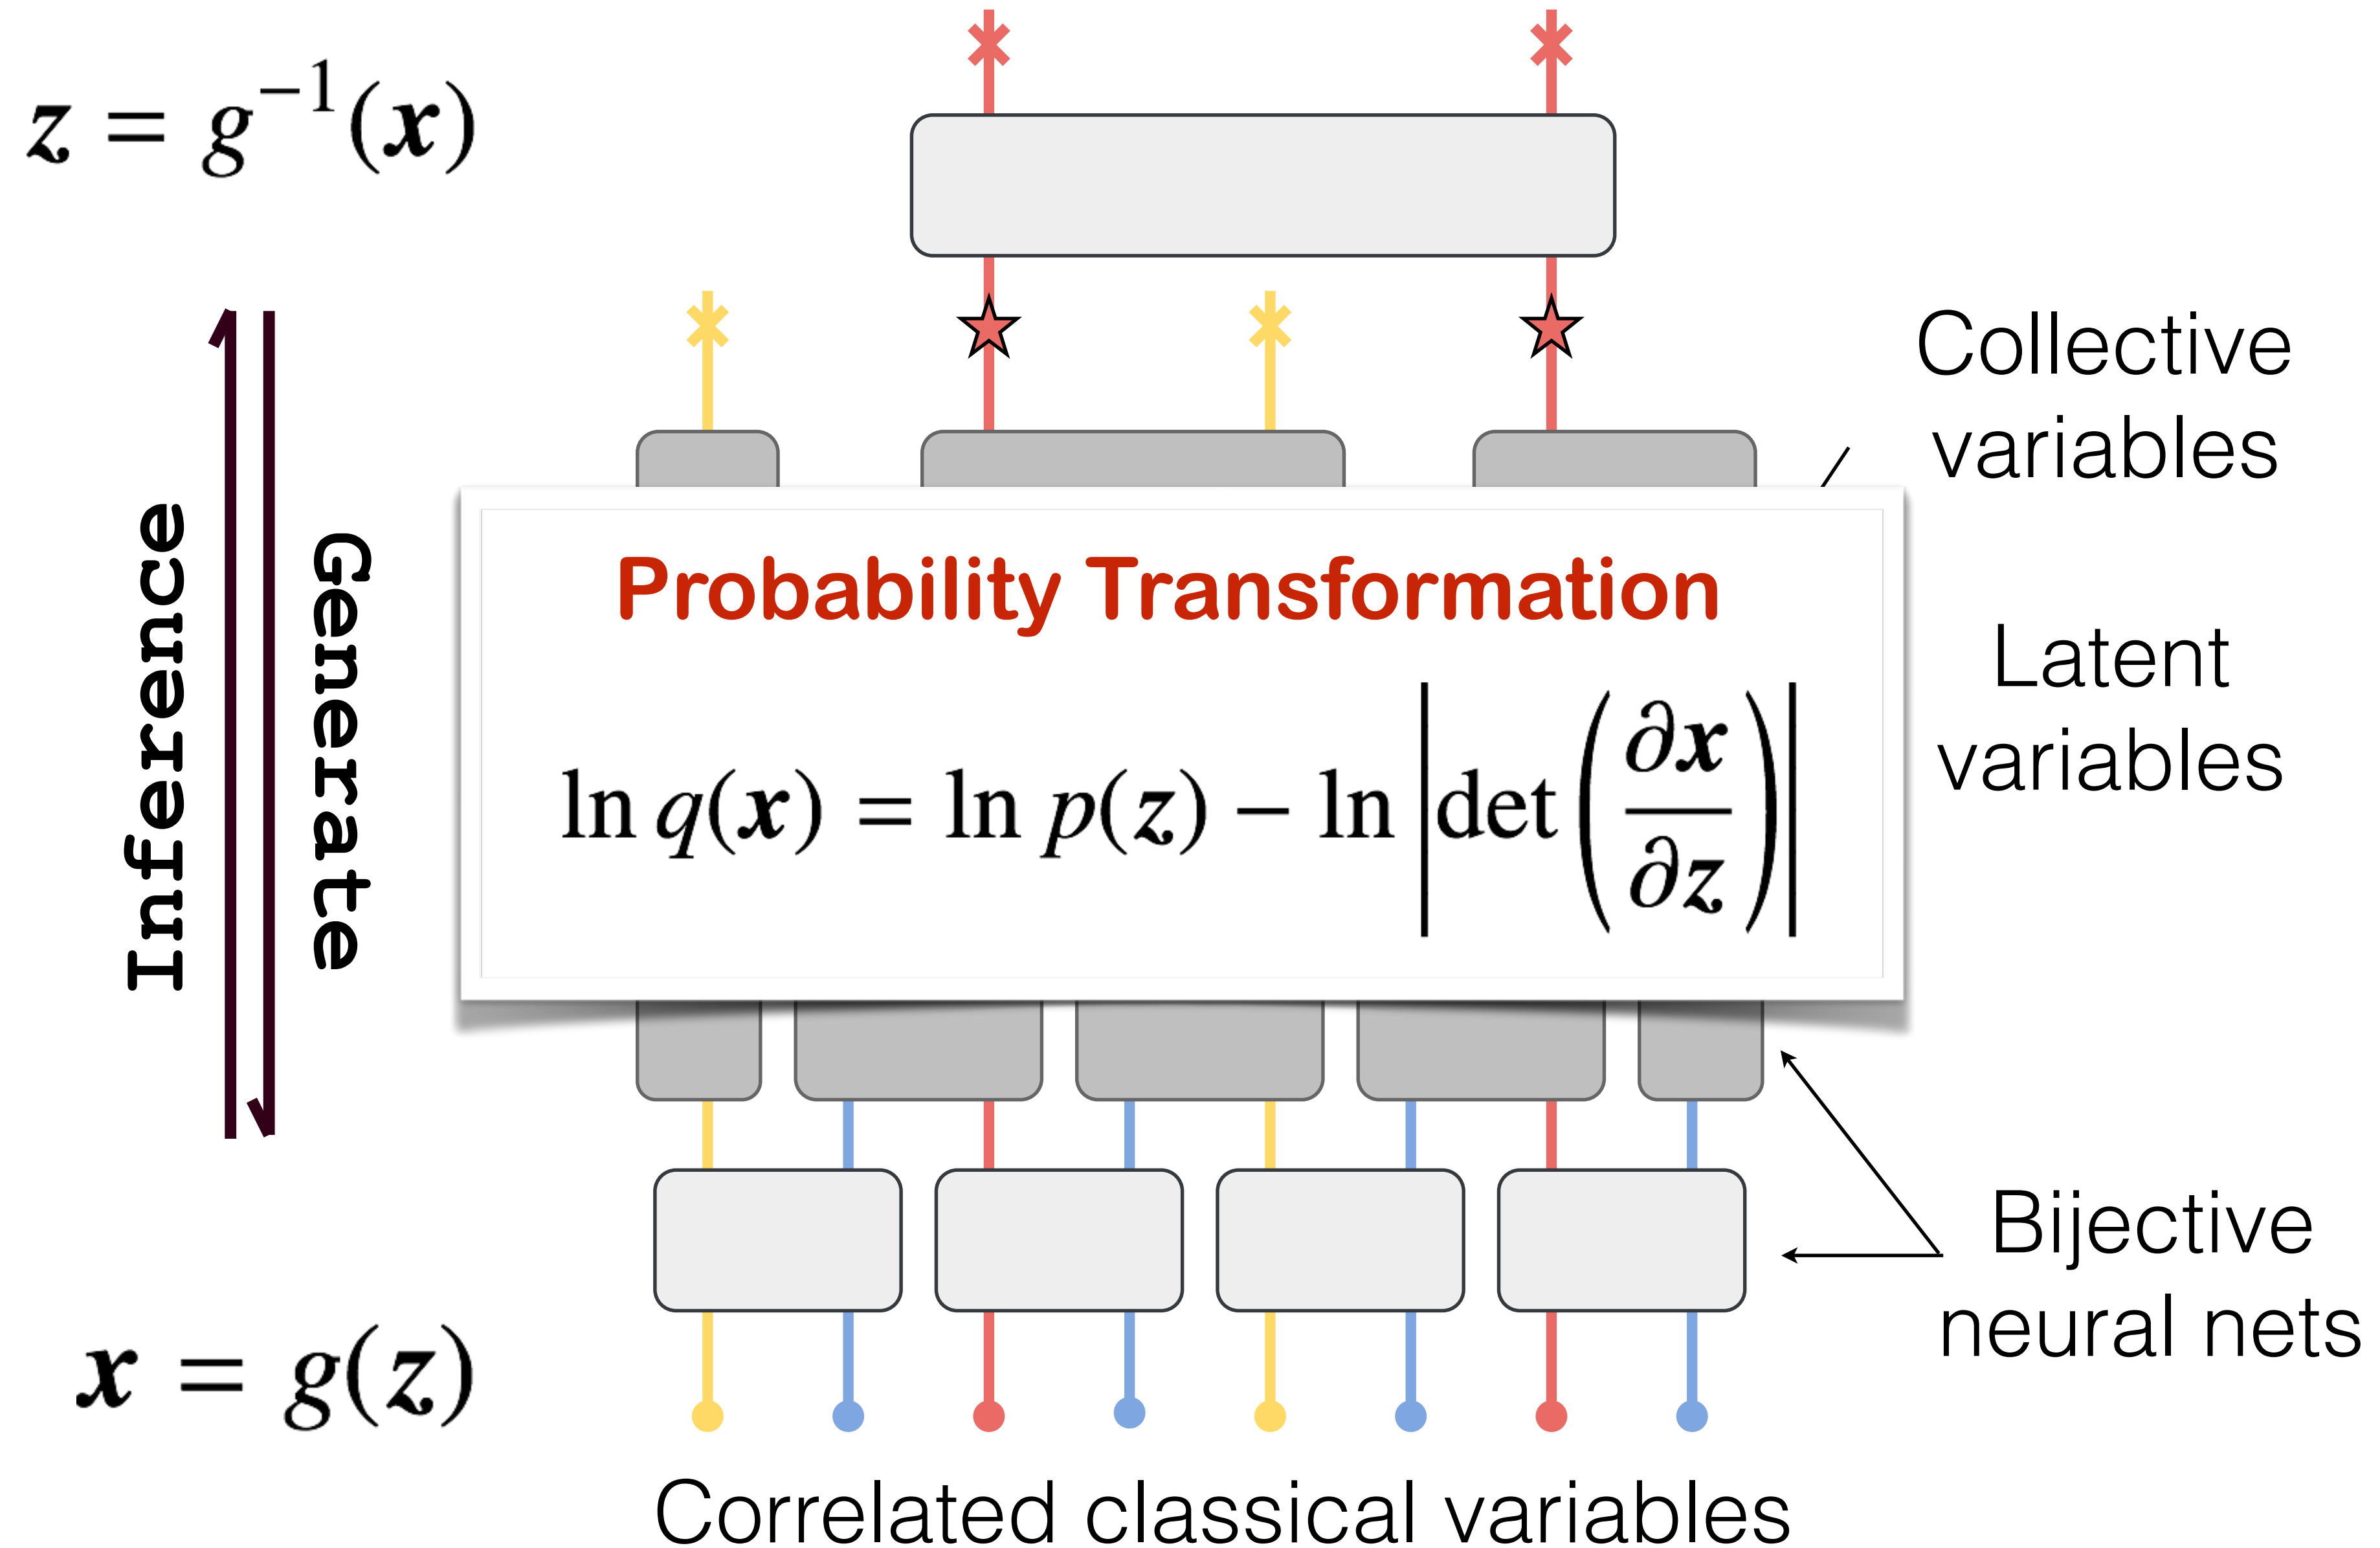 z = g⁻¹(x)
Collective
variables
Inference
Generate
Probability Transformation
ln q(x) = ln p(z) − ln |det (∂x/∂z)|
Latent
variables
Bijective
neural nets
x = g(z)
Correlated classical variables